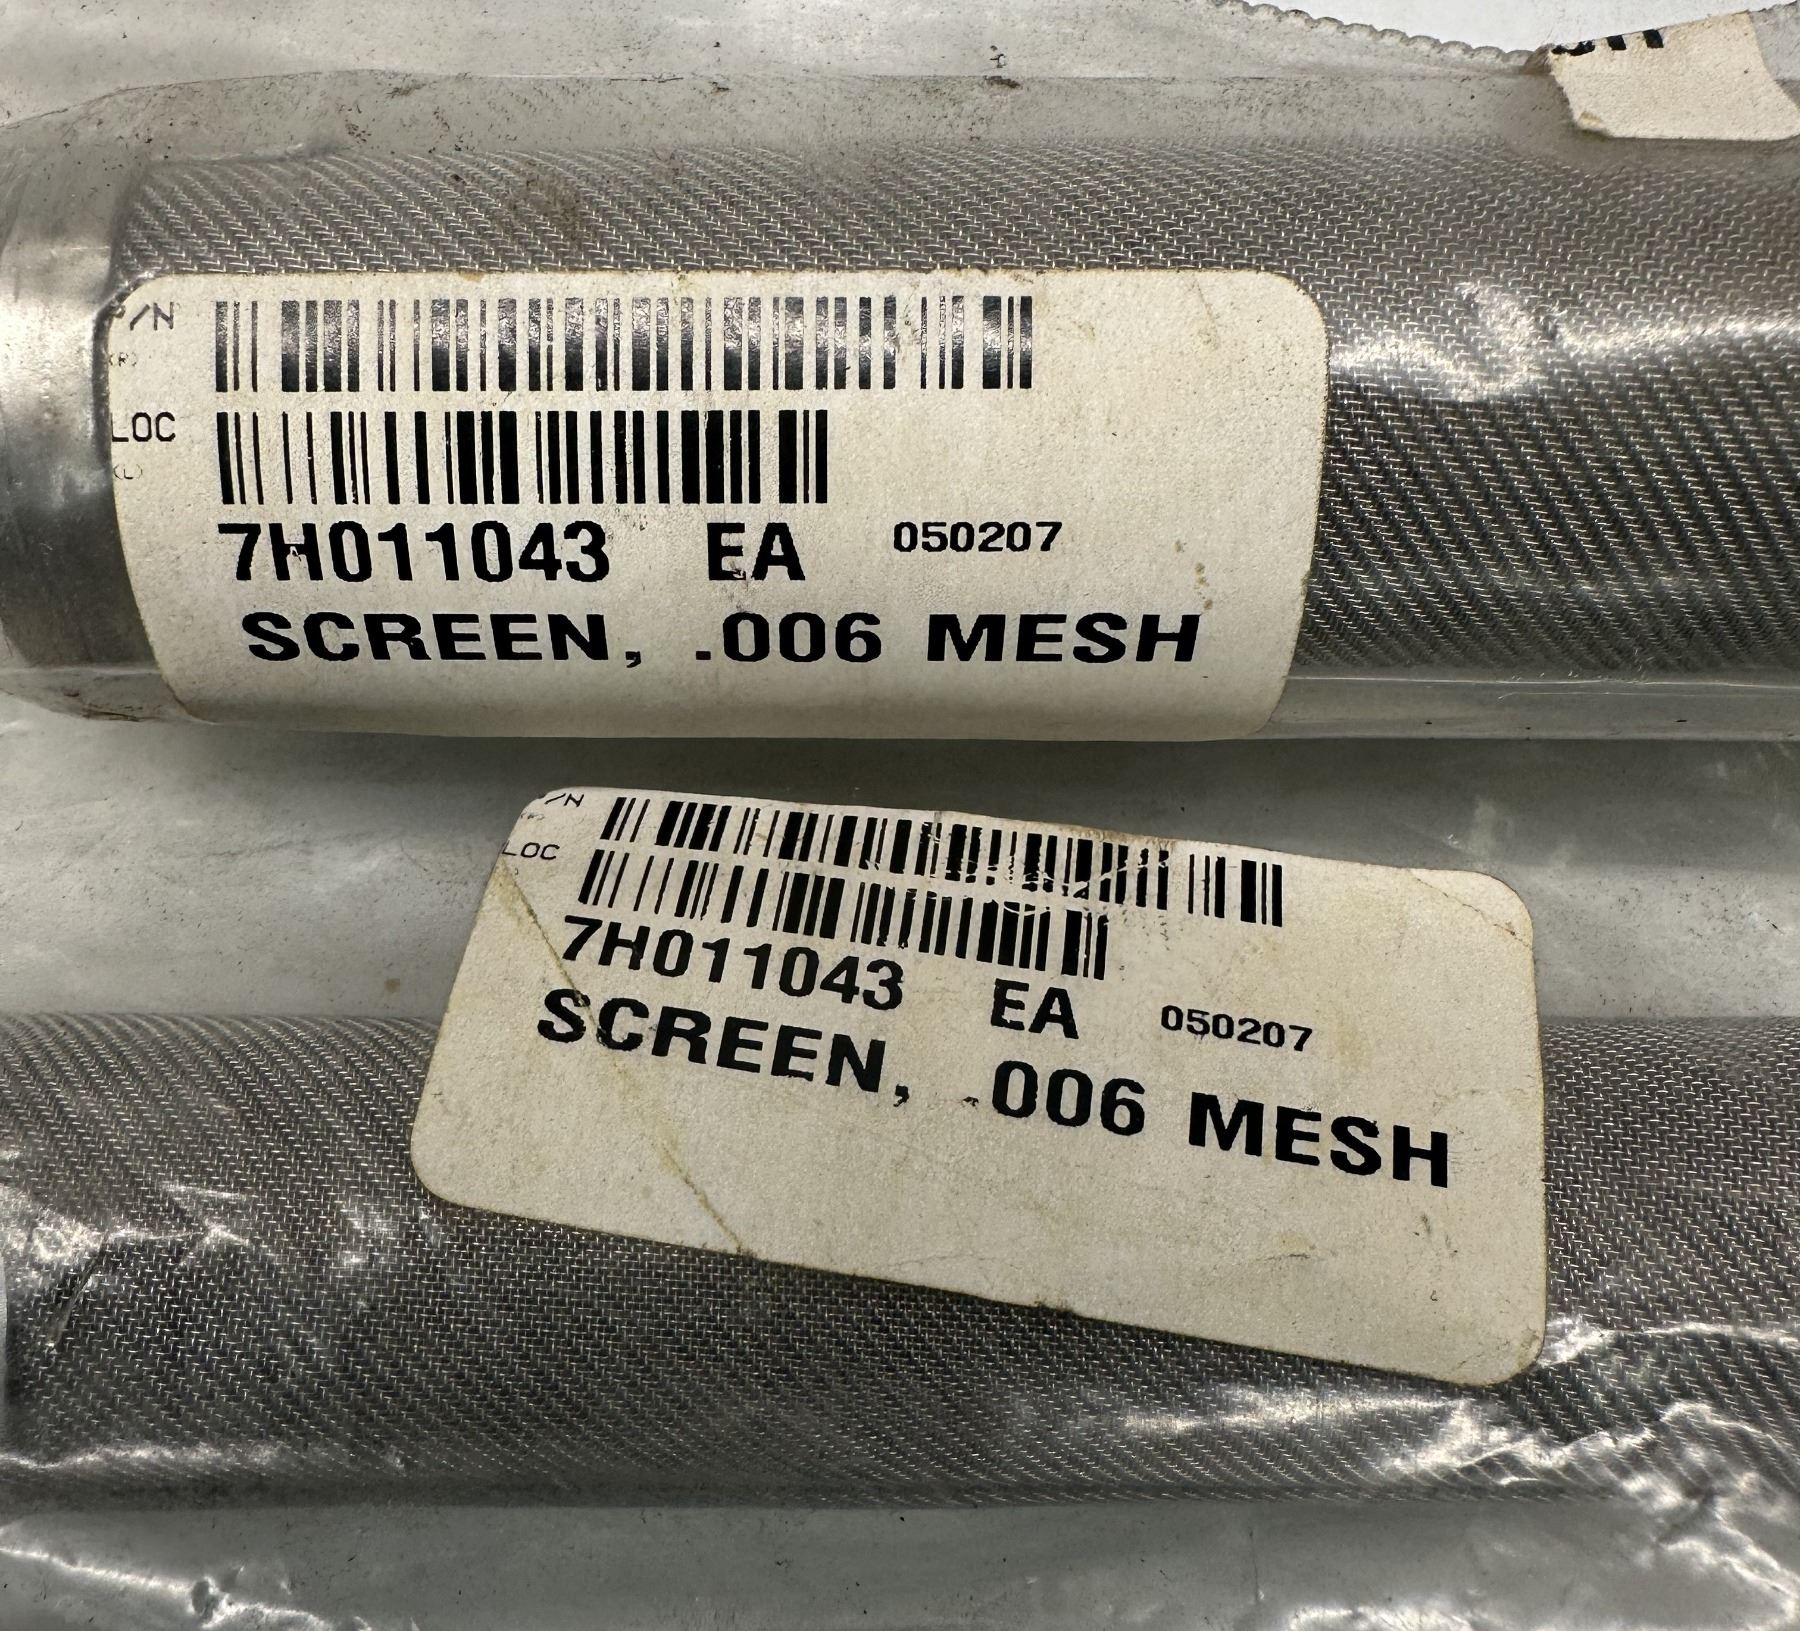 P/N
(R)
LOC
(L)
7H011043 EA 050207
SCREEN, .006 MESH
/N
LOC
7H011043 EA 050207
SCREEN, .006 MESH